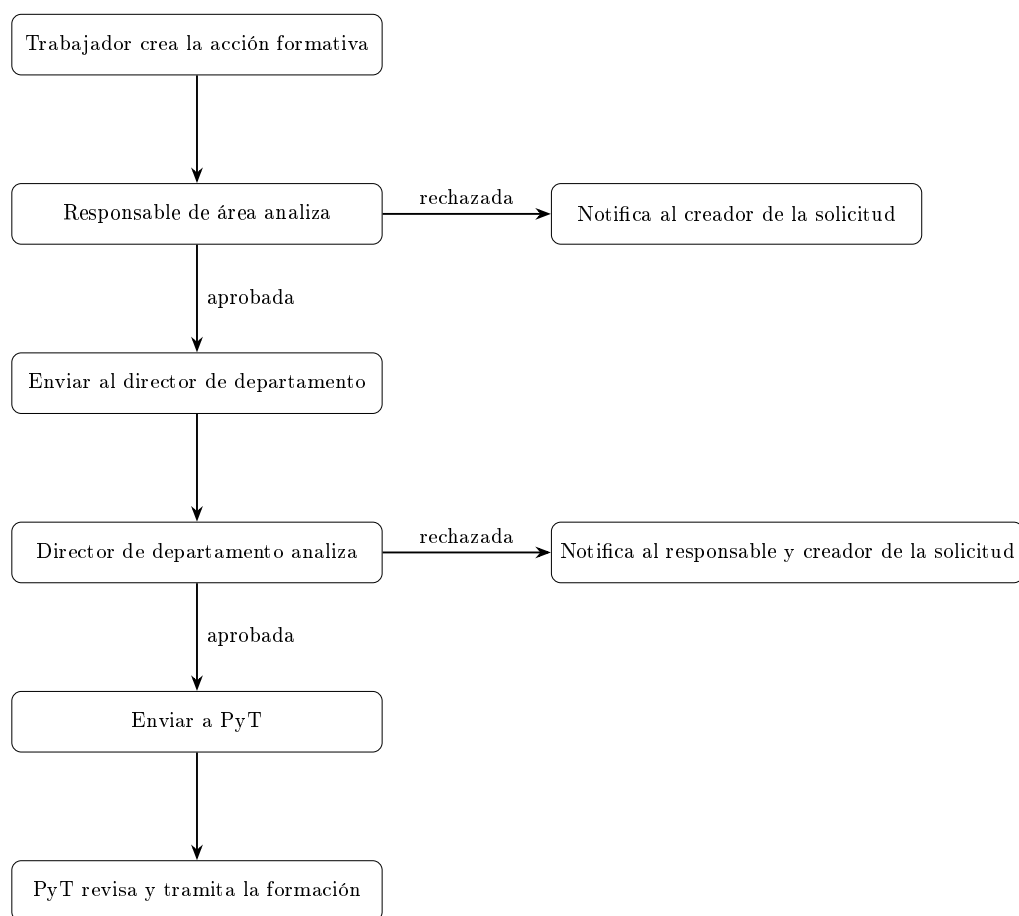 Trabajador crea la acción formativa
Responsable de área analiza
rechazada
Notifica al creador de la solicitud
aprobada
Enviar al director de departamento
Director de departamento analiza
rechazada
Notifica al responsable y creador de la solicitud
aprobada
Enviar a PyT
PyT revisa y tramita la formación